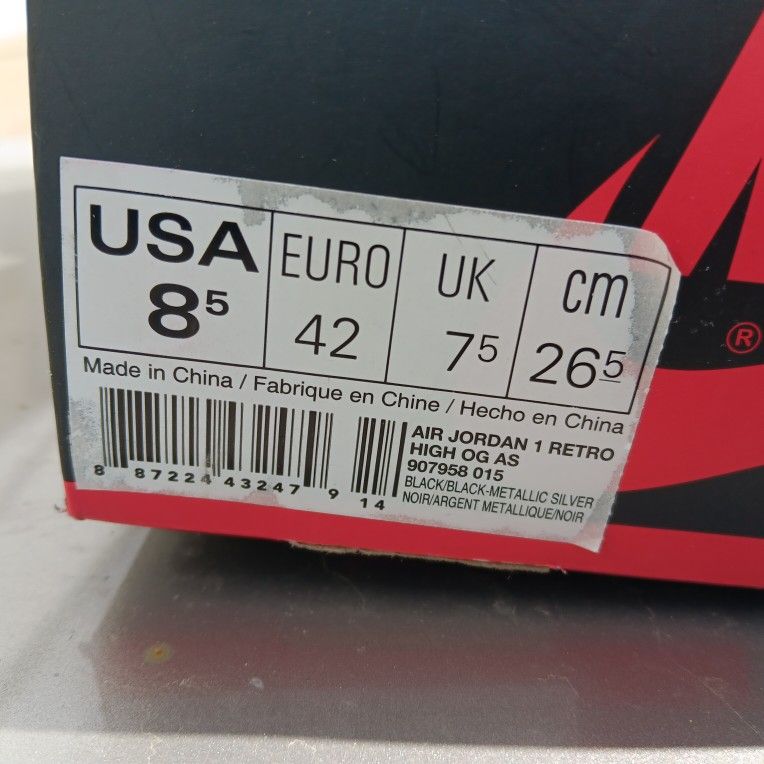 USA EURO UK cm
8⁵ 42 7⁵ 26⁵
Made in China / Fabrique en Chine / Hecho en China
AIR JORDAN 1 RETRO
HIGH OG AS
907958 015
BLACK/BLACK-METALLIC SILVER
NOIR/ARGENT METALLIQUE/NOIR
8 87224 43247 9 14
®